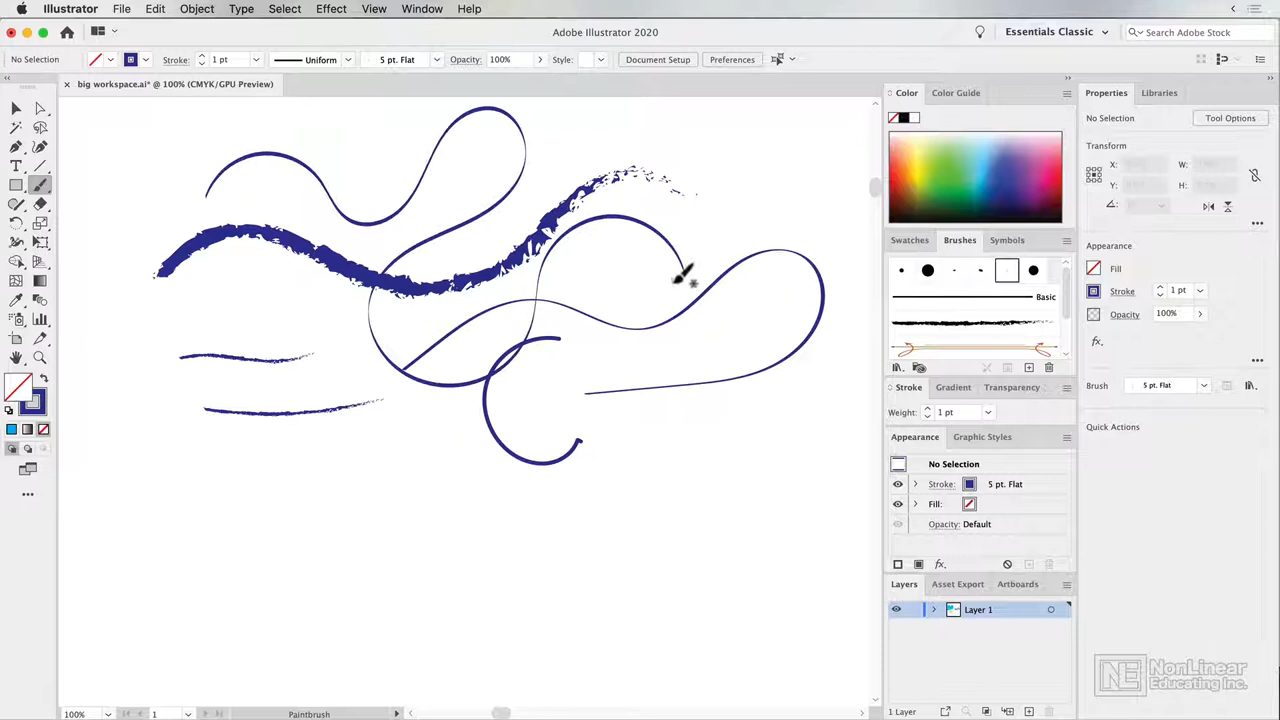 Illustrator File Edit Object Type Select Effect View Window Help
Adobe Illustrator 2020
Essentials Classic
Search Adobe Stock
No Selection
Stroke: 1 pt
Uniform
5 pt. Flat
Opacity: 100%
Style:
Document Setup
Preferences
big workspace.ai* @ 100% (CMYK/GPU Preview)
Color Color Guide
Swatches Brushes Symbols
Basic
Stroke Gradient Transparency
Weight: 1 pt
Appearance Graphic Styles
No Selection
Stroke: 5 pt. Flat
Fill:
Opacity: Default
Layers Asset Export Artboards
Layer 1
1 Layer
Properties Libraries
No Selection
Tool Options
Transform
X: W:
Y: H:
Appearance
Fill
Stroke 1 pt
Opacity 100%
fx.
Brush 5 pt. Flat
Quick Actions
NE NonLinear
Educating Inc.
100% 1 Paintbrush